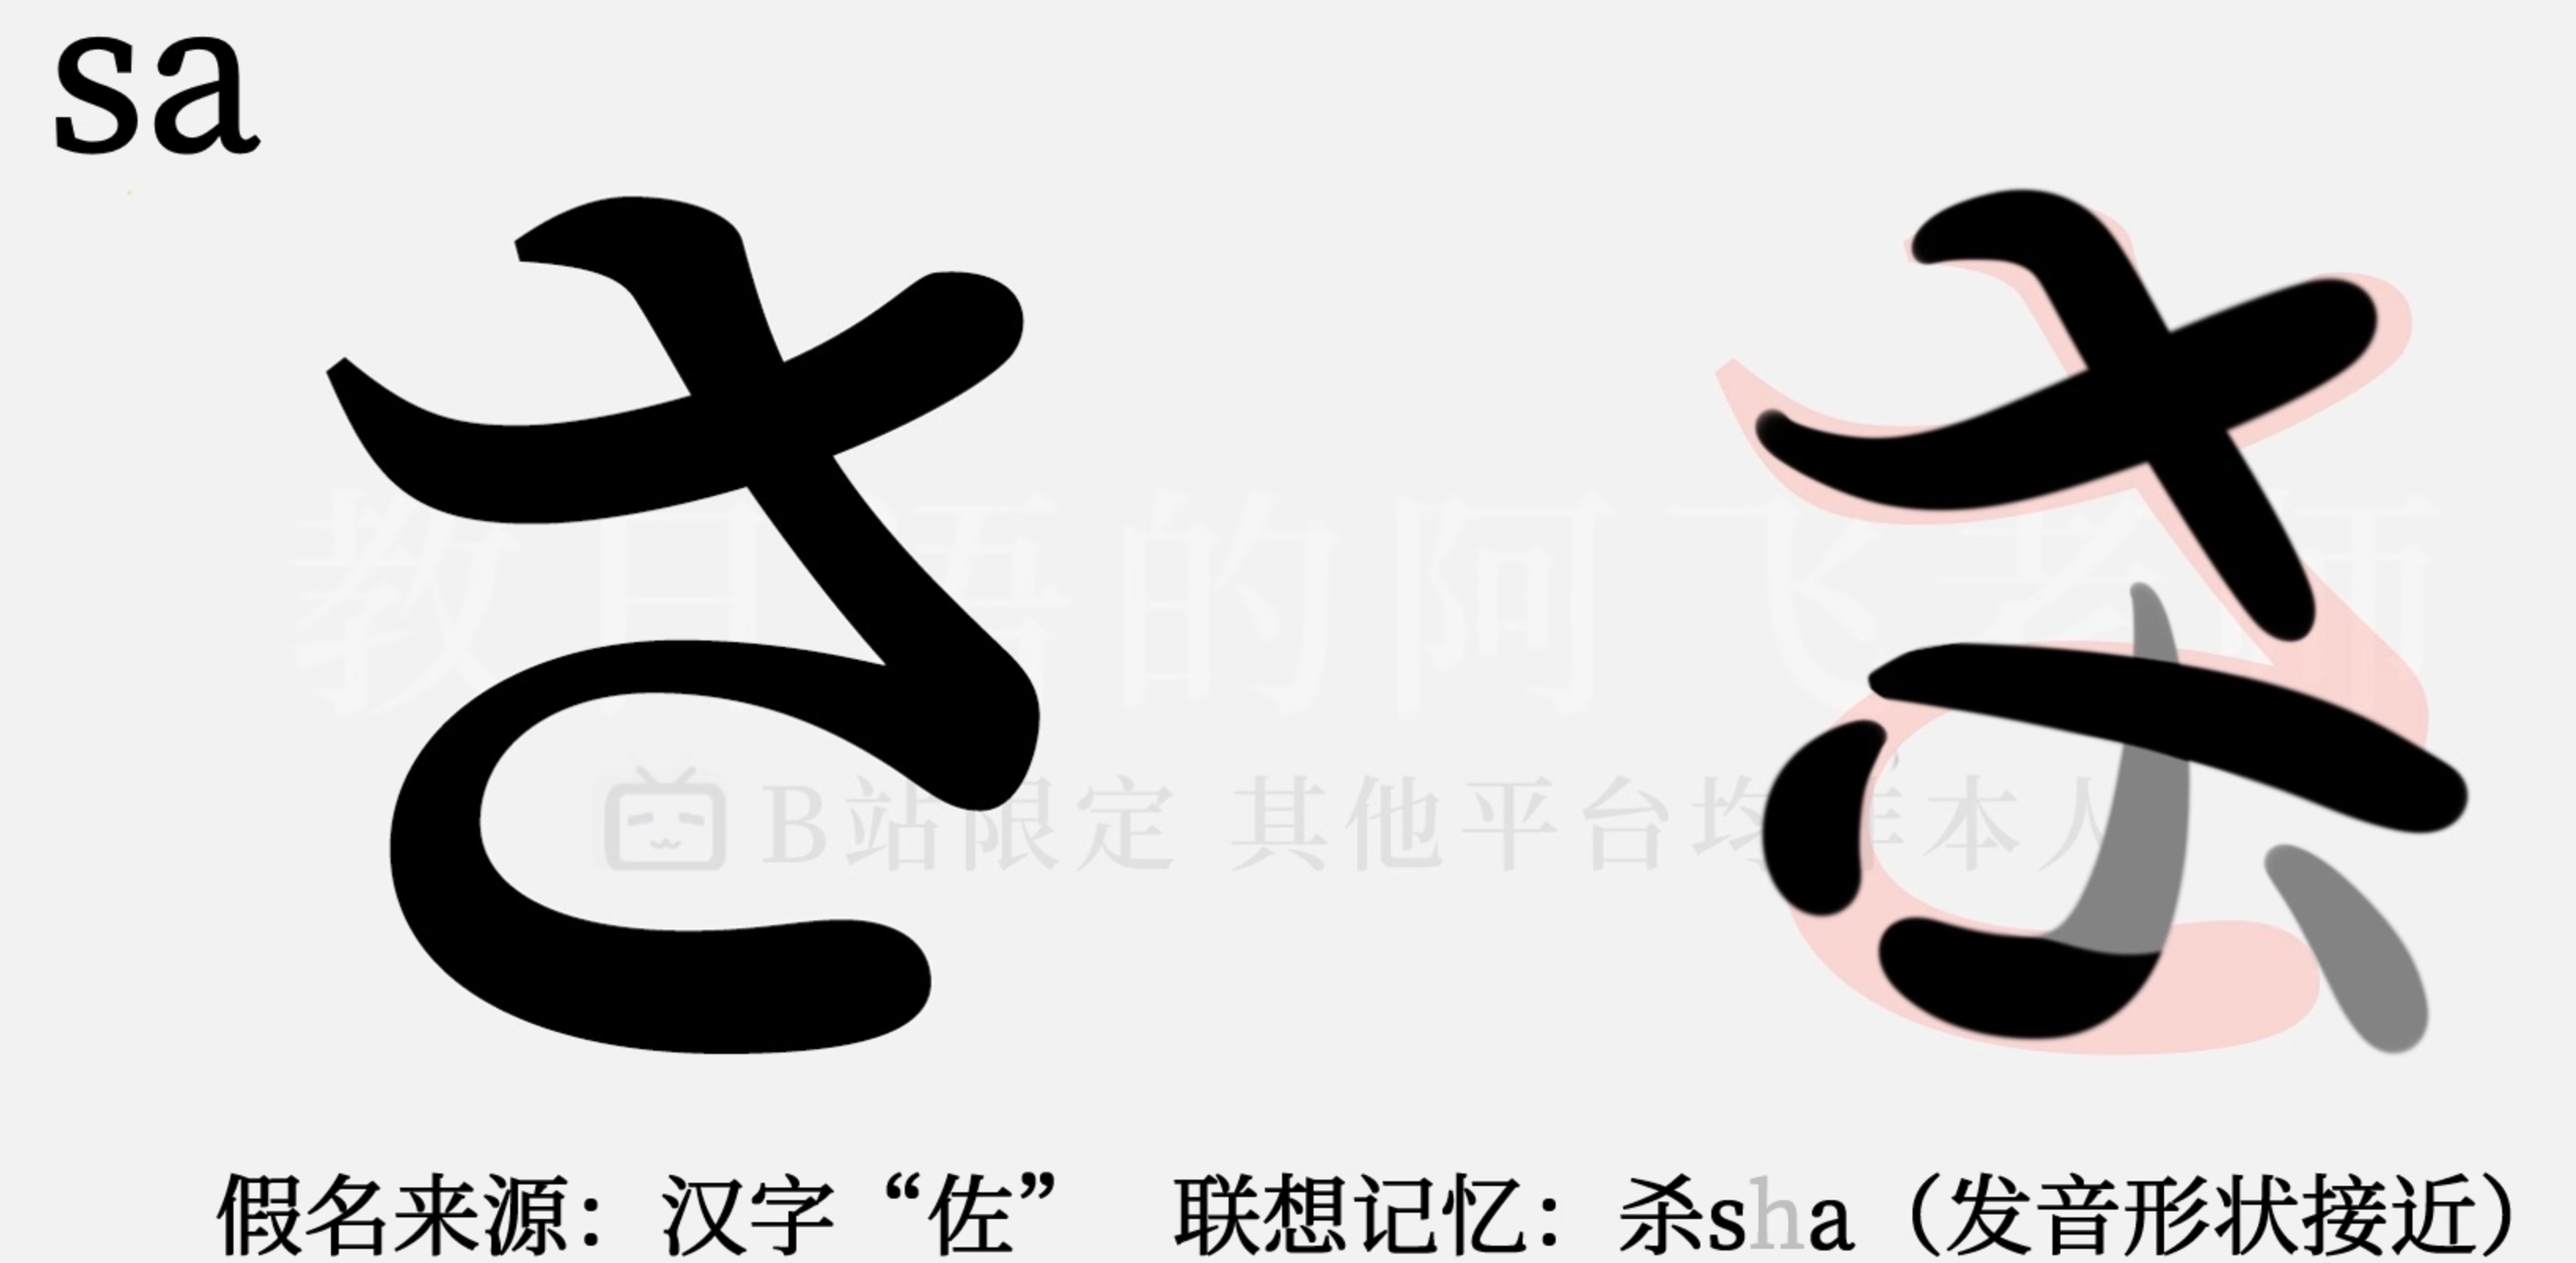 sa
さ
教日语的阿飞老师
B站限定 其他平台均非本人
假名来源：汉字“佐” 联想记忆：杀sha（发音形状接近）